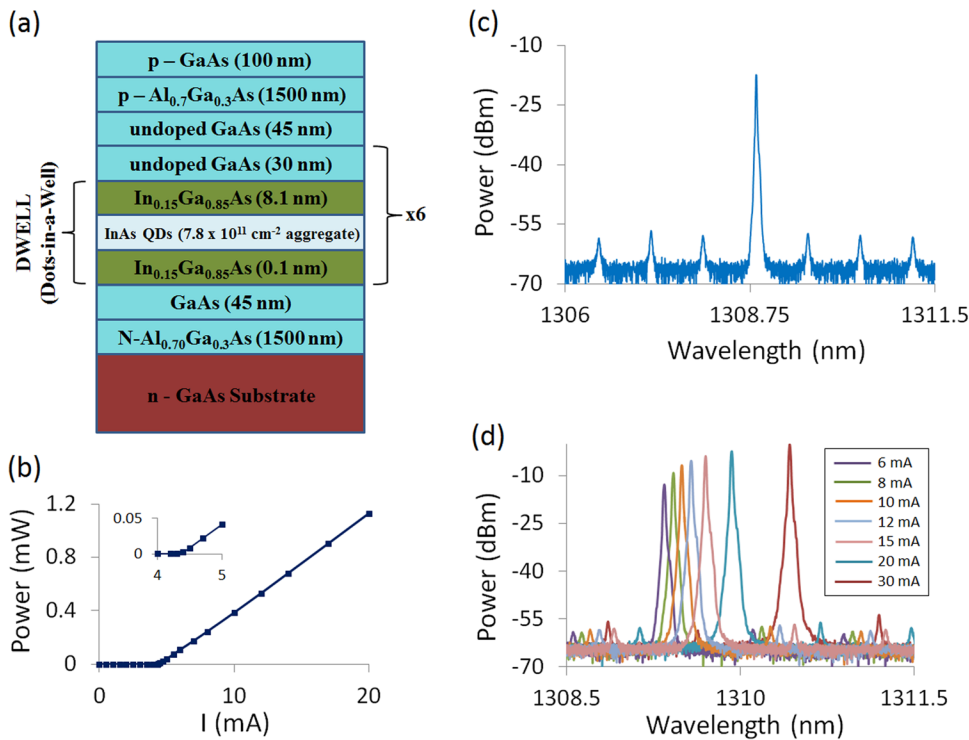 (a)
p – GaAs (100 nm)
p – Al0.7Ga0.3As (1500 nm)
undoped GaAs (45 nm)
undoped GaAs (30 nm)
In0.15Ga0.85As (8.1 nm)
InAs QDs (7.8 x 10^11 cm^-2 aggregate)
In0.15Ga0.85As (0.1 nm)
GaAs (45 nm)
N-Al0.70Ga0.3As (1500 nm)
n - GaAs Substrate
DWELL
(Dots-in-a-Well)
x6
(b)
Power (mW)
1.2
0.8
0.4
0
0.05
0
4
5
0
10
20
I (mA)
(c)
Power (dBm)
-10
-25
-40
-55
-70
1306
1308.75
1311.5
Wavelength (nm)
(d)
Power (dBm)
-10
-25
-40
-55
-70
6 mA
8 mA
10 mA
12 mA
15 mA
20 mA
30 mA
1308.5
1310
1311.5
Wavelength (nm)